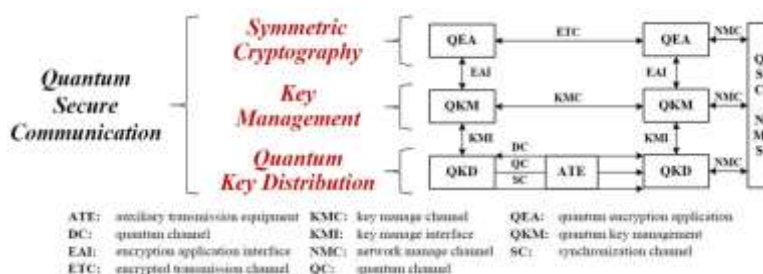 Symmetric
Cryptography
QEA
ETC
QEA
NMC
EAI
EAI
Quantum
Secure
Communication
Key
Management
QKM
KMC
QKM
NMC
KMI
KMI
Quantum
Key Distribution
QKD
DC
QC
SC
ATE
QKD
NMC
Q
S
C
N
M
S
ATE: auxiliary transmission equipment KMC: key manage channel QEA: quantum encryption application
DC: quantum channel KMI: key manage interface QKM: quantum key management
EAI: encryption application interface NMC: network manage channel SC: synchronization channel
ETC: encrypted transmission channel QC: quantum channel